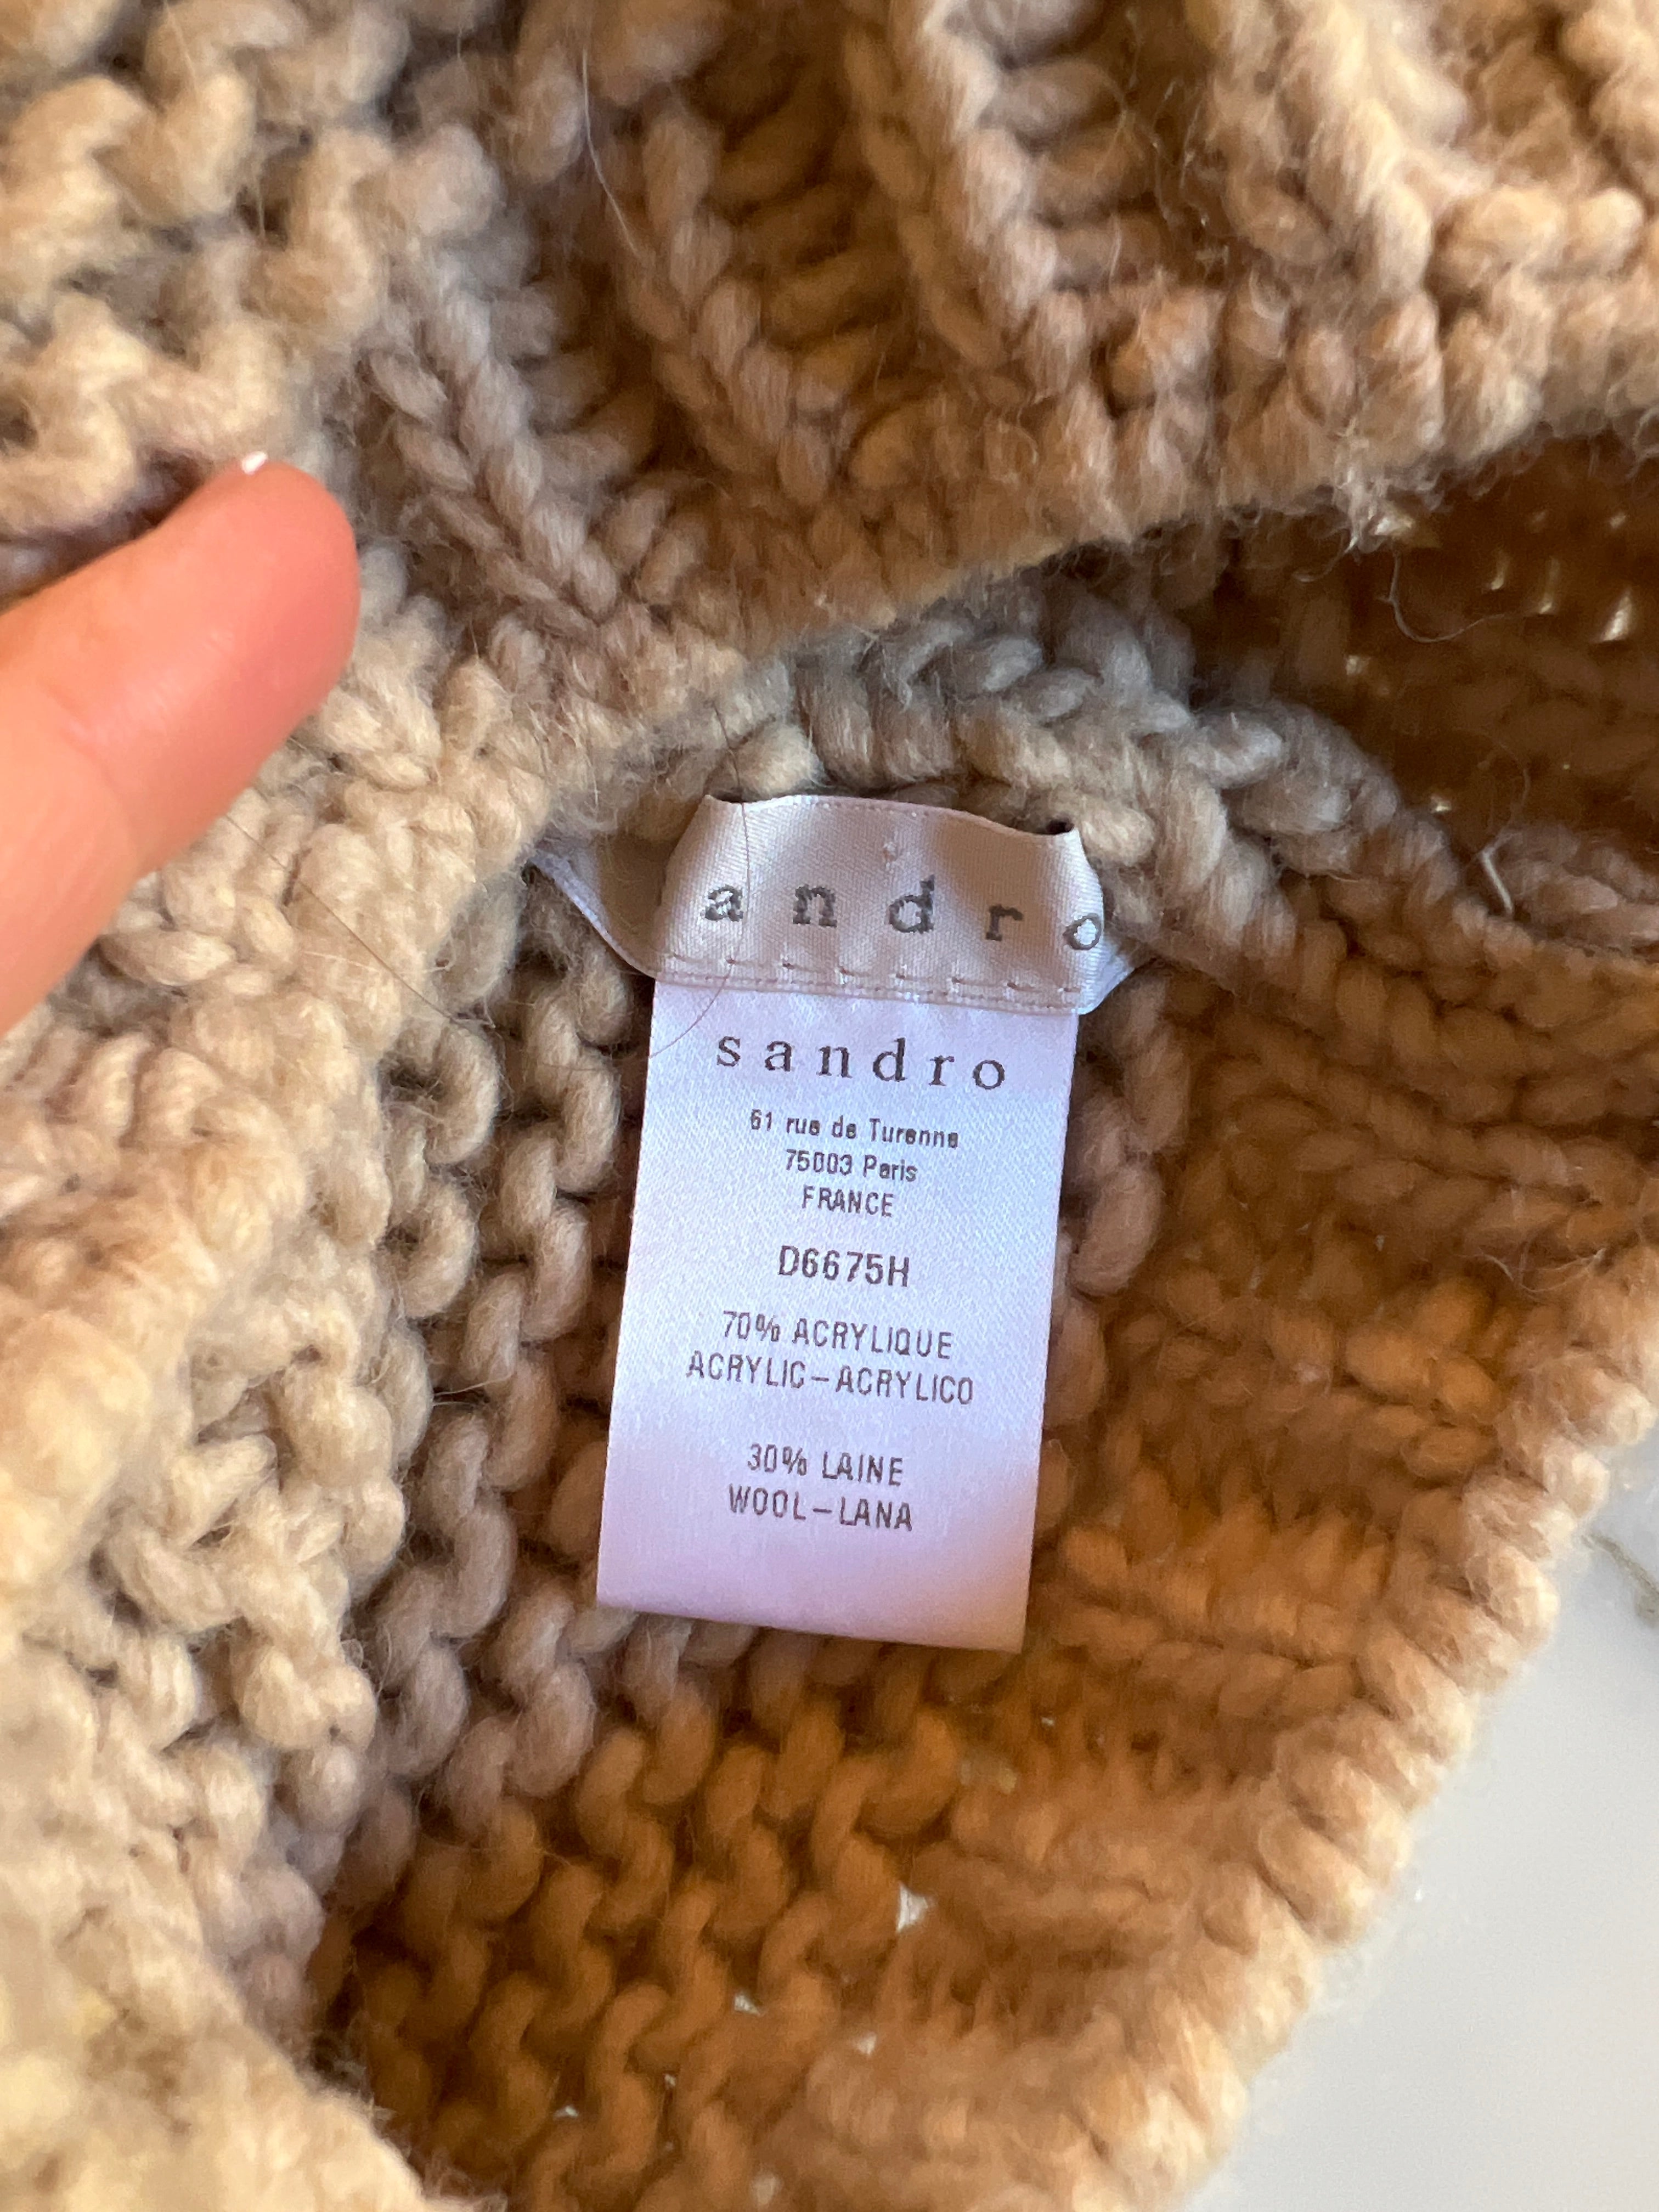 andro
sandro
61 rue de Turenne
75003 Paris
FRANCE
D6675H
70% ACRYLIQUE
ACRYLIC-ACRYLICO
30% LAINE
WOOL-LANA